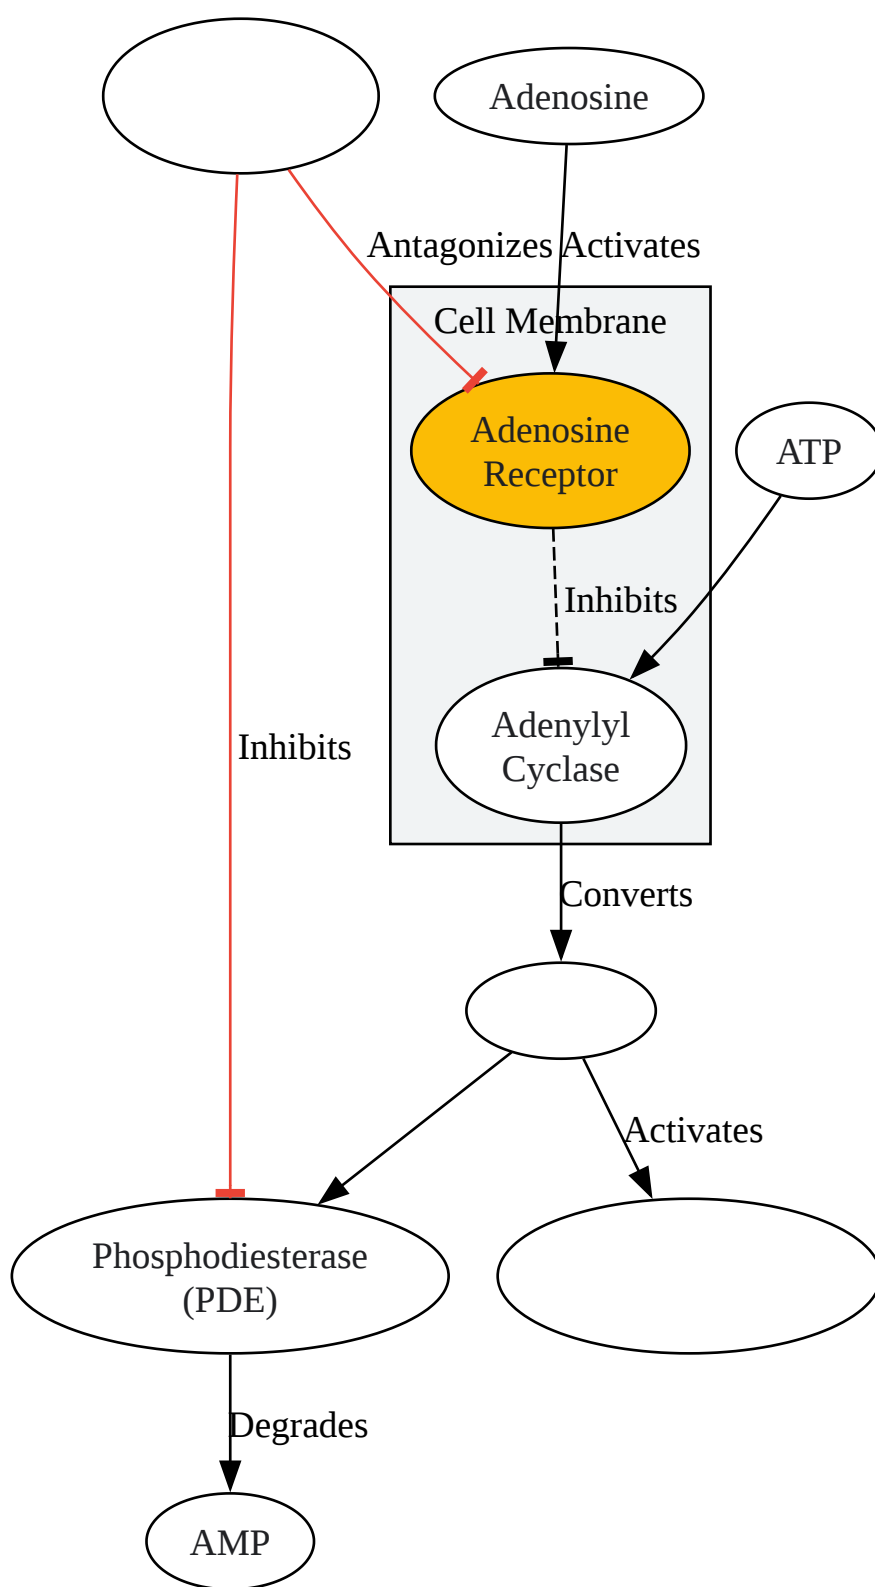 Adenosine
Antagonizes
Activates
Cell Membrane
Adenosine
Receptor
ATP
Inhibits
Adenylyl
Cyclase
Inhibits
Converts
Activates
Phosphodiesterase
(PDE)
Degrades
AMP